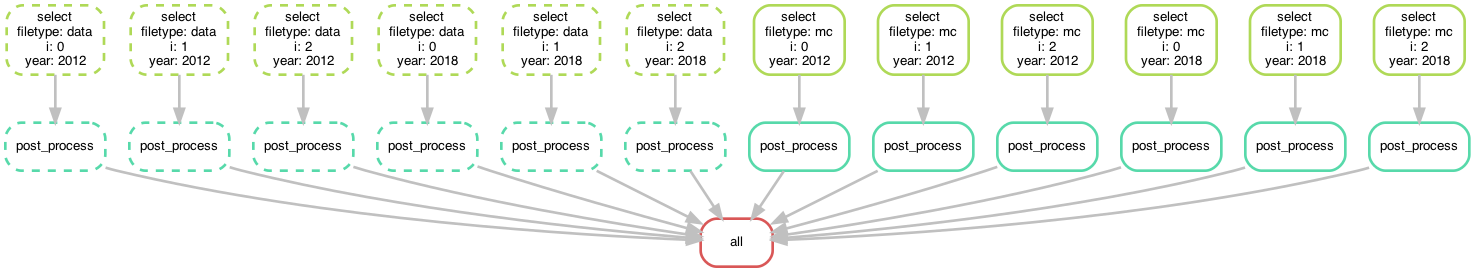 select
filetype: data
i: 0
year: 2012
select
filetype: data
i: 1
year: 2012
select
filetype: data
i: 2
year: 2012
select
filetype: data
i: 0
year: 2018
select
filetype: data
i: 1
year: 2018
select
filetype: data
i: 2
year: 2018
select
filetype: mc
i: 0
year: 2012
select
filetype: mc
i: 1
year: 2012
select
filetype: mc
i: 2
year: 2012
select
filetype: mc
i: 0
year: 2018
select
filetype: mc
i: 1
year: 2018
select
filetype: mc
i: 2
year: 2018
post_process
post_process
post_process
post_process
post_process
post_process
post_process
post_process
post_process
post_process
post_process
post_process
all